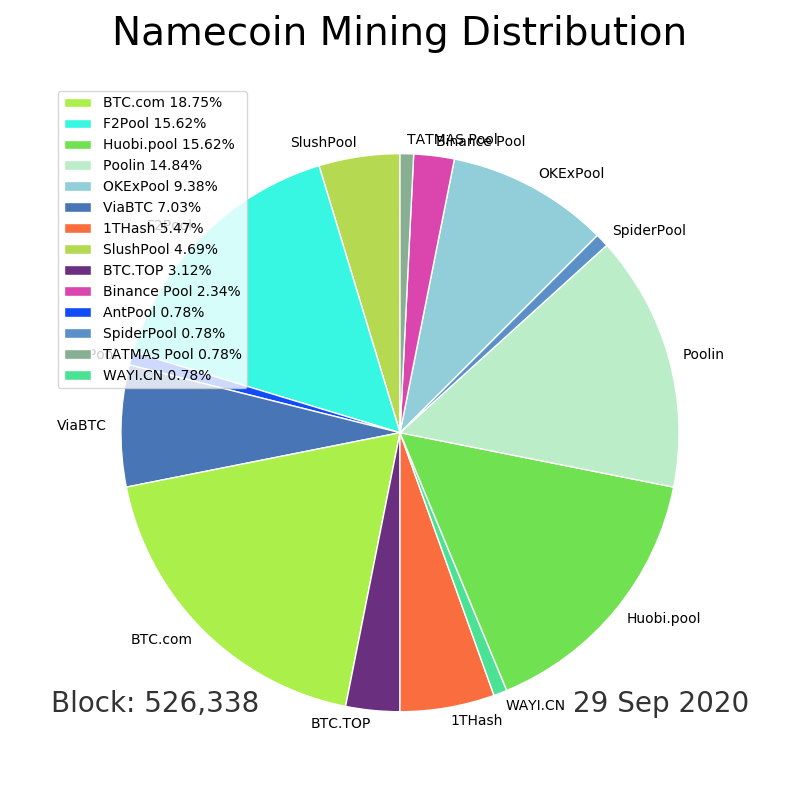 Namecoin Mining Distribution
BTC.com 18.75%
F2Pool 15.62%
Huobi.pool 15.62%
Poolin 14.84%
OKExPool 9.38%
ViaBTC 7.03%
1THash 5.47%
SlushPool 4.69%
BTC.TOP 3.12%
Binance Pool 2.34%
AntPool 0.78%
SpiderPool 0.78%
TATMAS Pool 0.78%
WAYI.CN 0.78%
TATMAS Pool
Binance Pool
SlushPool
OKExPool
F2Pool
SpiderPool
Poolin
ViaBTC
Huobi.pool
BTC.com
WAYI.CN
1THash
BTC.TOP
Block: 526,338
29 Sep 2020